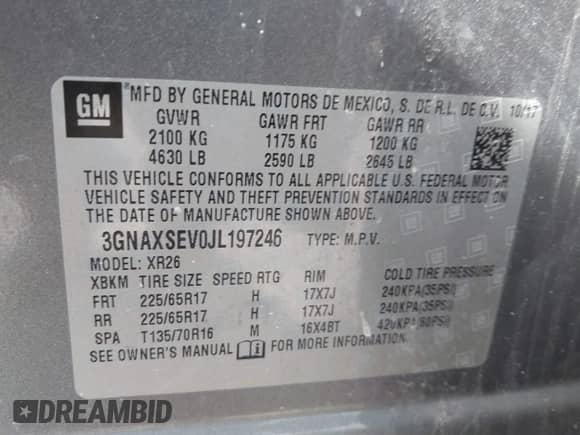 GM
MFD BY GENERAL MOTORS DE MEXICO, S. DE R.L. DE C.V. 10/17
GVWR GAWR FRT GAWR RR
2100 KG 1175 KG 1200 KG
4630 LB 2590 LB 2645 LB
THIS VEHICLE CONFORMS TO ALL APPLICABLE U.S. FEDERAL MOTOR
VEHICLE SAFETY AND THEFT PREVENTION STANDARDS IN EFFECT ON
THE DATE OF MANUFACTURE SHOWN ABOVE.
3GNAXSEV0JL197246 TYPE: M.P.V.
MODEL: XR26
XBKM TIRE SIZE SPEED RTG RIM COLD TIRE PRESSURE
FRT 225/65R17 H 17X7J 240KPA(35PSI)
RR 225/65R17 H 17X7J 240KPA(35PSI)
SPA T135/70R16 M 16X4BT 420KPA(60PSI)
SEE OWNER'S MANUAL FOR MORE INFORMATION.
DREAMBID